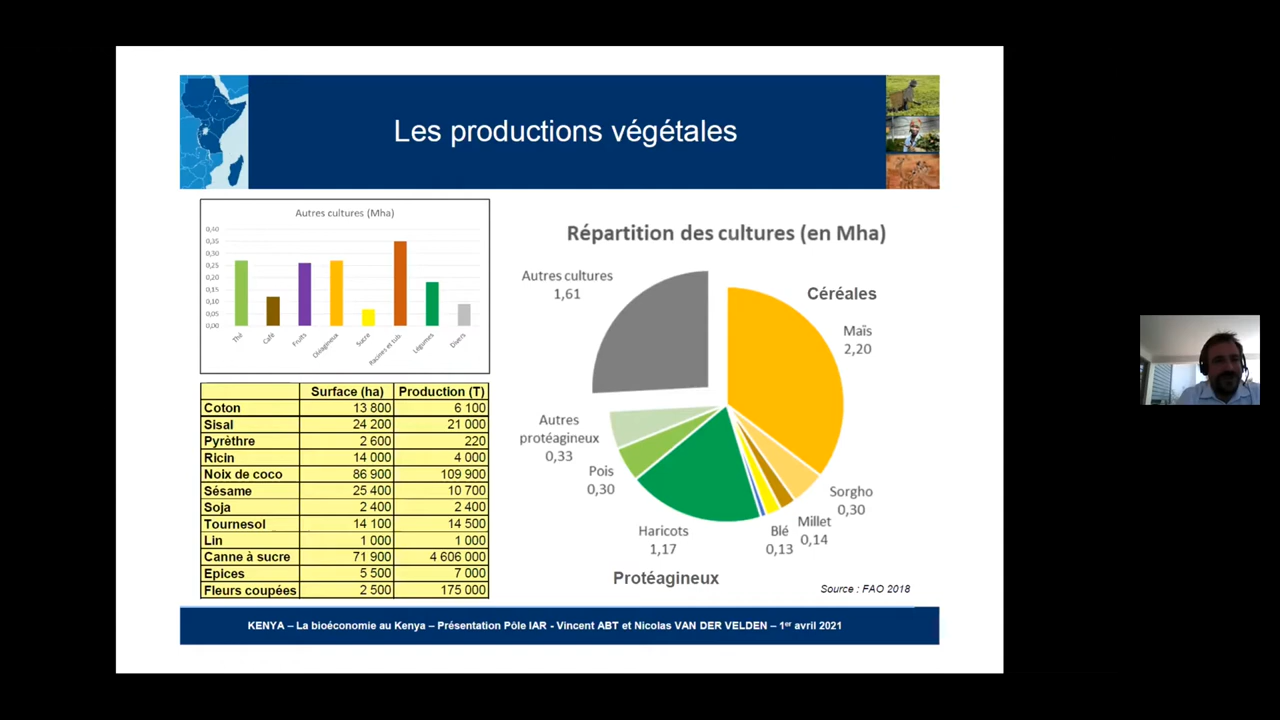 Les productions végétales
Autres cultures (Mha)
0,40
0,35
0,30
0,25
0,20
0,15
0,10
0,05
0,00
Thé
Café
Fruits
Oléagineux
Sucre
Racines et tub.
Légumes
Divers
Surface (ha) Production (T)
Coton 13 800 6 100
Sisal 24 200 21 000
Pyrèthre 2 600 220
Ricin 14 000 4 000
Noix de coco 86 900 109 900
Sésame 25 400 10 700
Soja 2 400 2 400
Tournesol 14 100 14 500
Lin 1 000 1 000
Canne à sucre 71 900 4 606 000
Epices 5 500 7 000
Fleurs coupées 2 500 175 000
Répartition des cultures (en Mha)
Autres cultures
1,61
Céréales
Maïs
2,20
Sorgho
0,30
Millet
0,14
Blé
0,13
Haricots
1,17
Pois
0,30
Autres
protéagineux
0,33
Protéagineux
Source : FAO 2018
KENYA – La bioéconomie au Kenya – Présentation Pôle IAR - Vincent ABT et Nicolas VAN DER VELDEN – 1er avril 2021